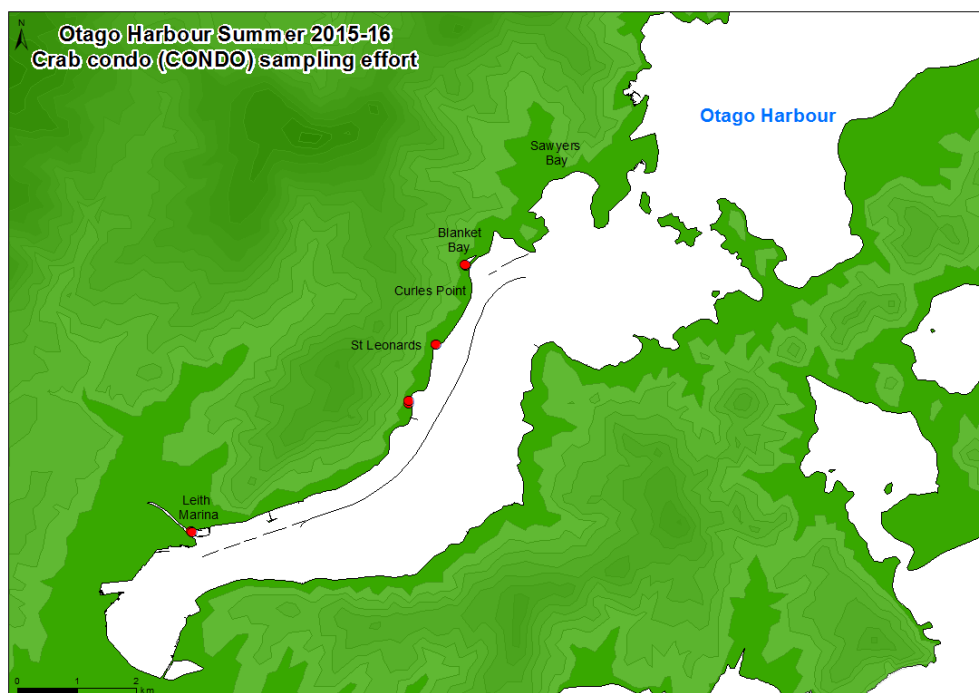 N
Otago Harbour Summer 2015-16
Crab condo (CONDO) sampling effort
Otago Harbour
Sawyers
Bay
Blanket
Bay
Curles Point
St Leonards
Leith
Marina
0 1 2
km